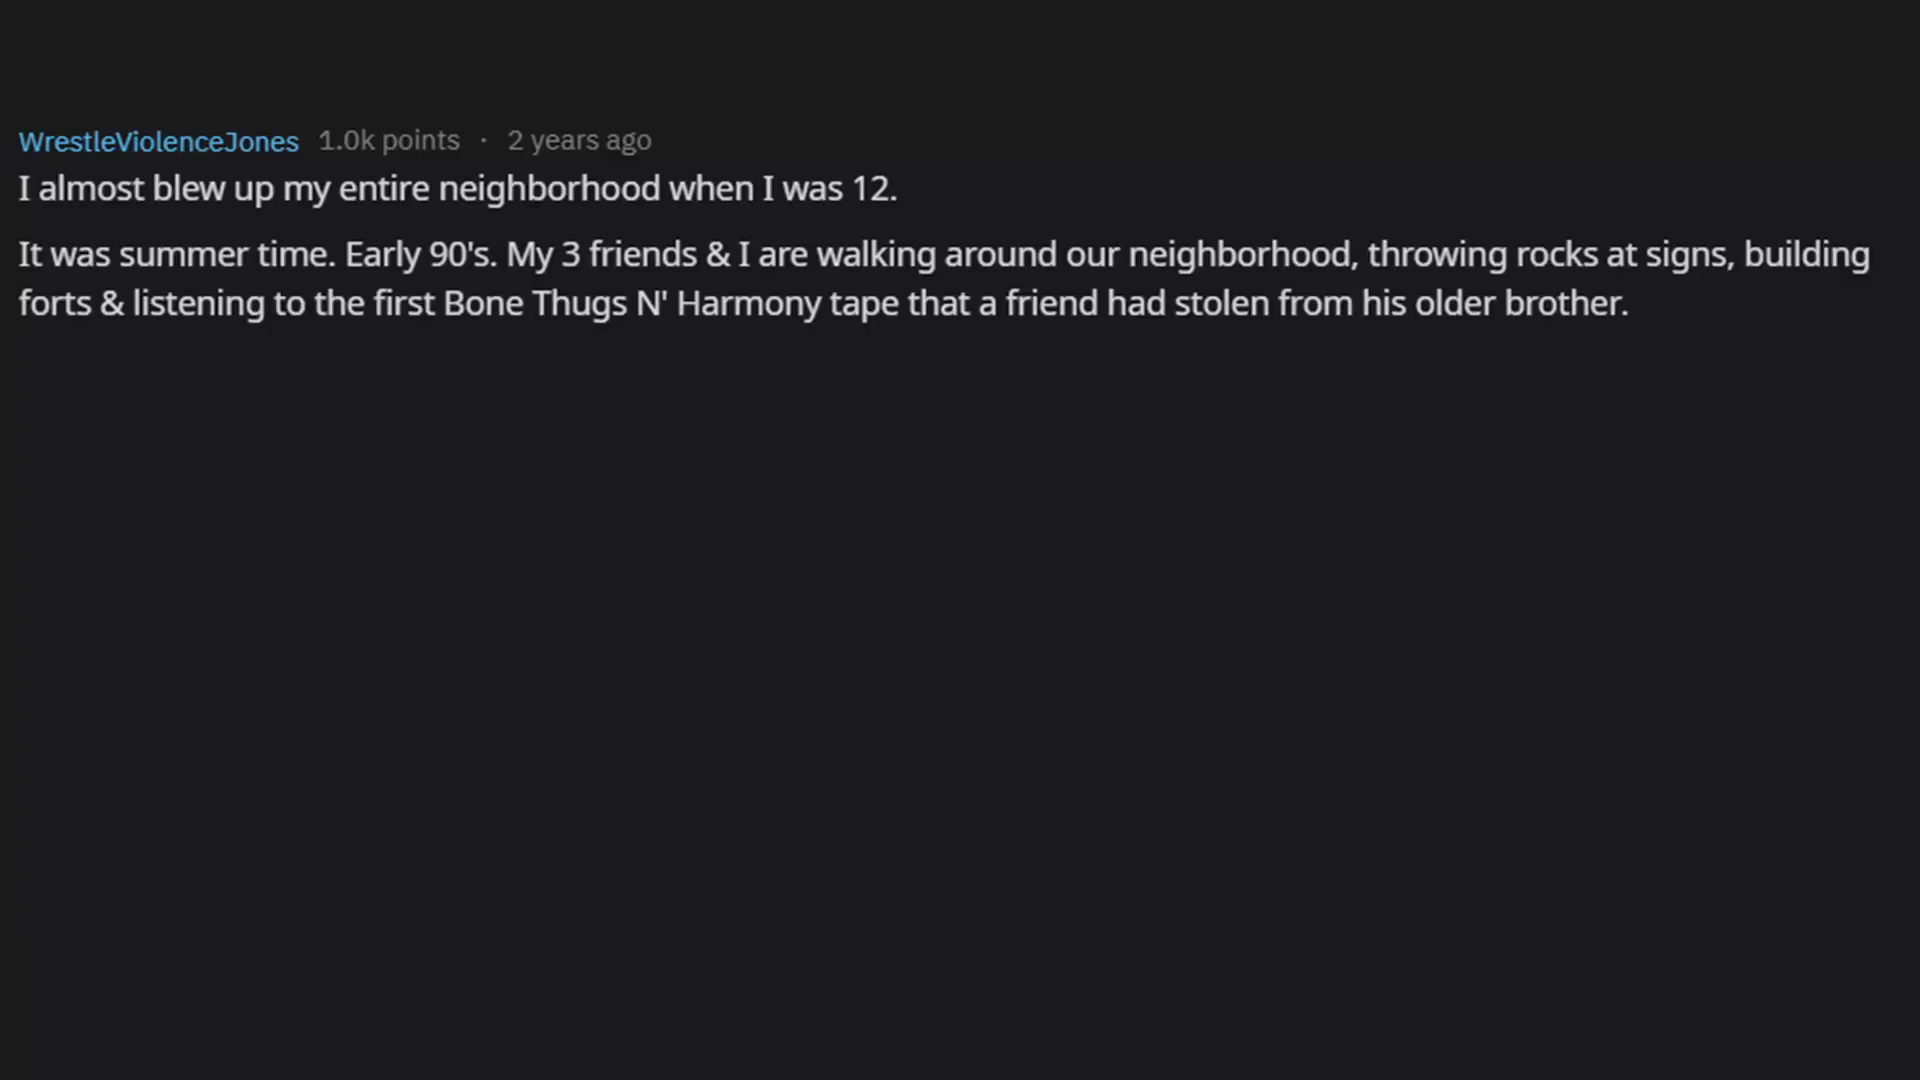 WrestleViolenceJones 1.0k points · 2 years ago
I almost blew up my entire neighborhood when I was 12.
It was summer time. Early 90's. My 3 friends & I are walking around our neighborhood, throwing rocks at signs, building
forts & listening to the first Bone Thugs N' Harmony tape that a friend had stolen from his older brother.